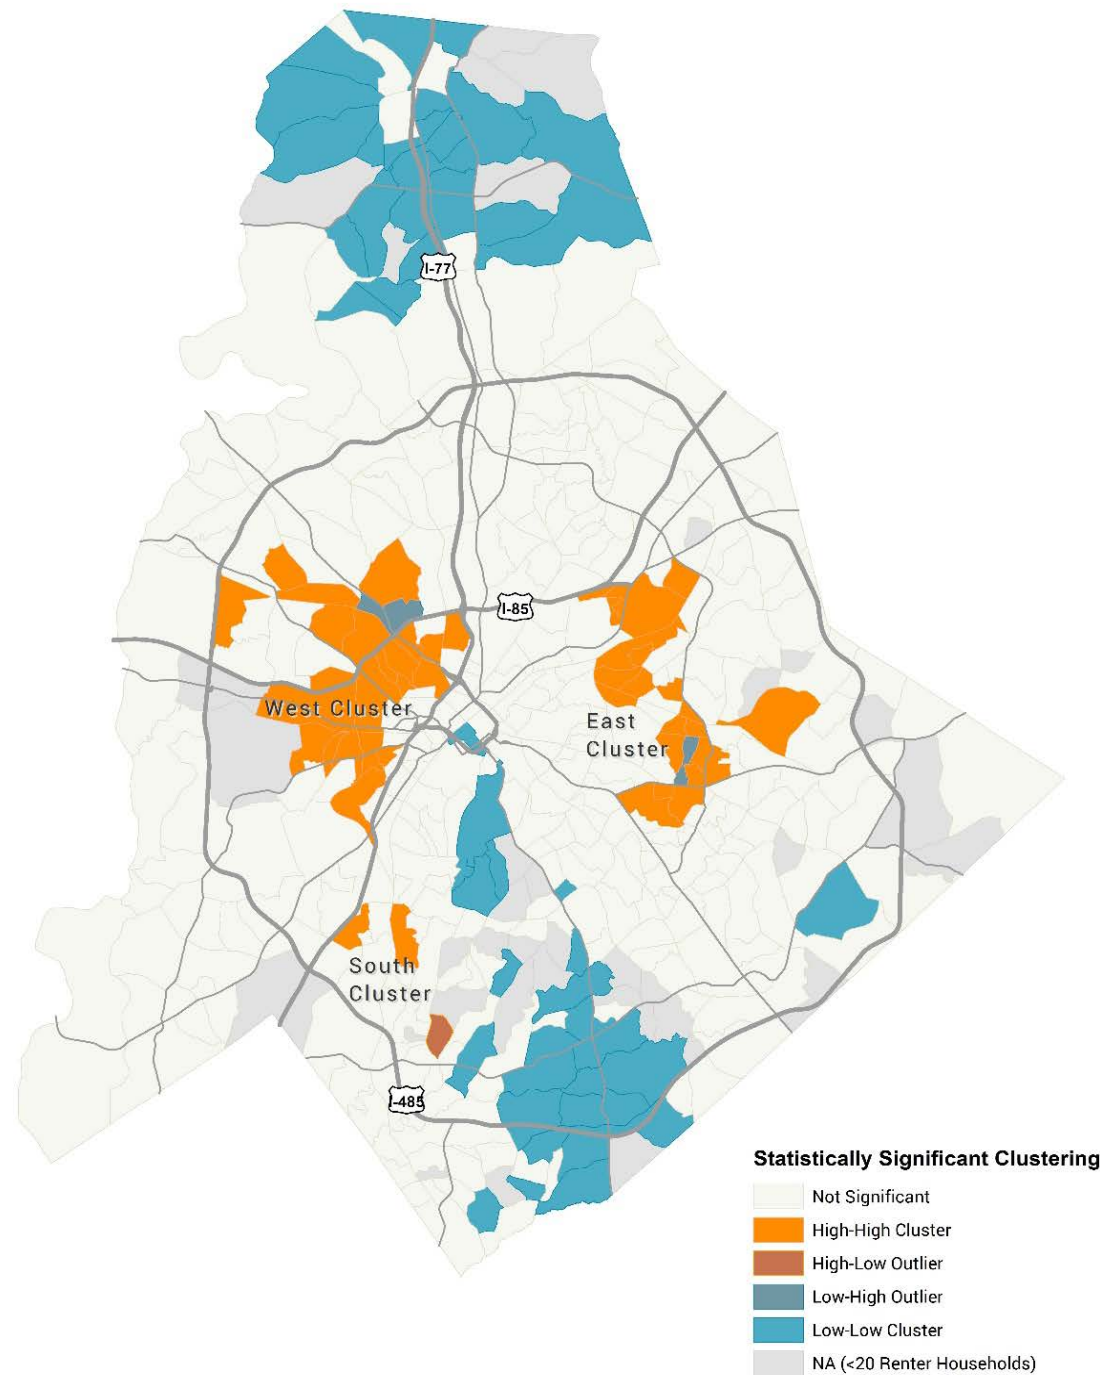 I-77
I-85
West Cluster
East
Cluster
South
Cluster
I-485
Statistically Significant Clustering
Not Significant
High-High Cluster
High-Low Outlier
Low-High Outlier
Low-Low Cluster
NA (<20 Renter Households)